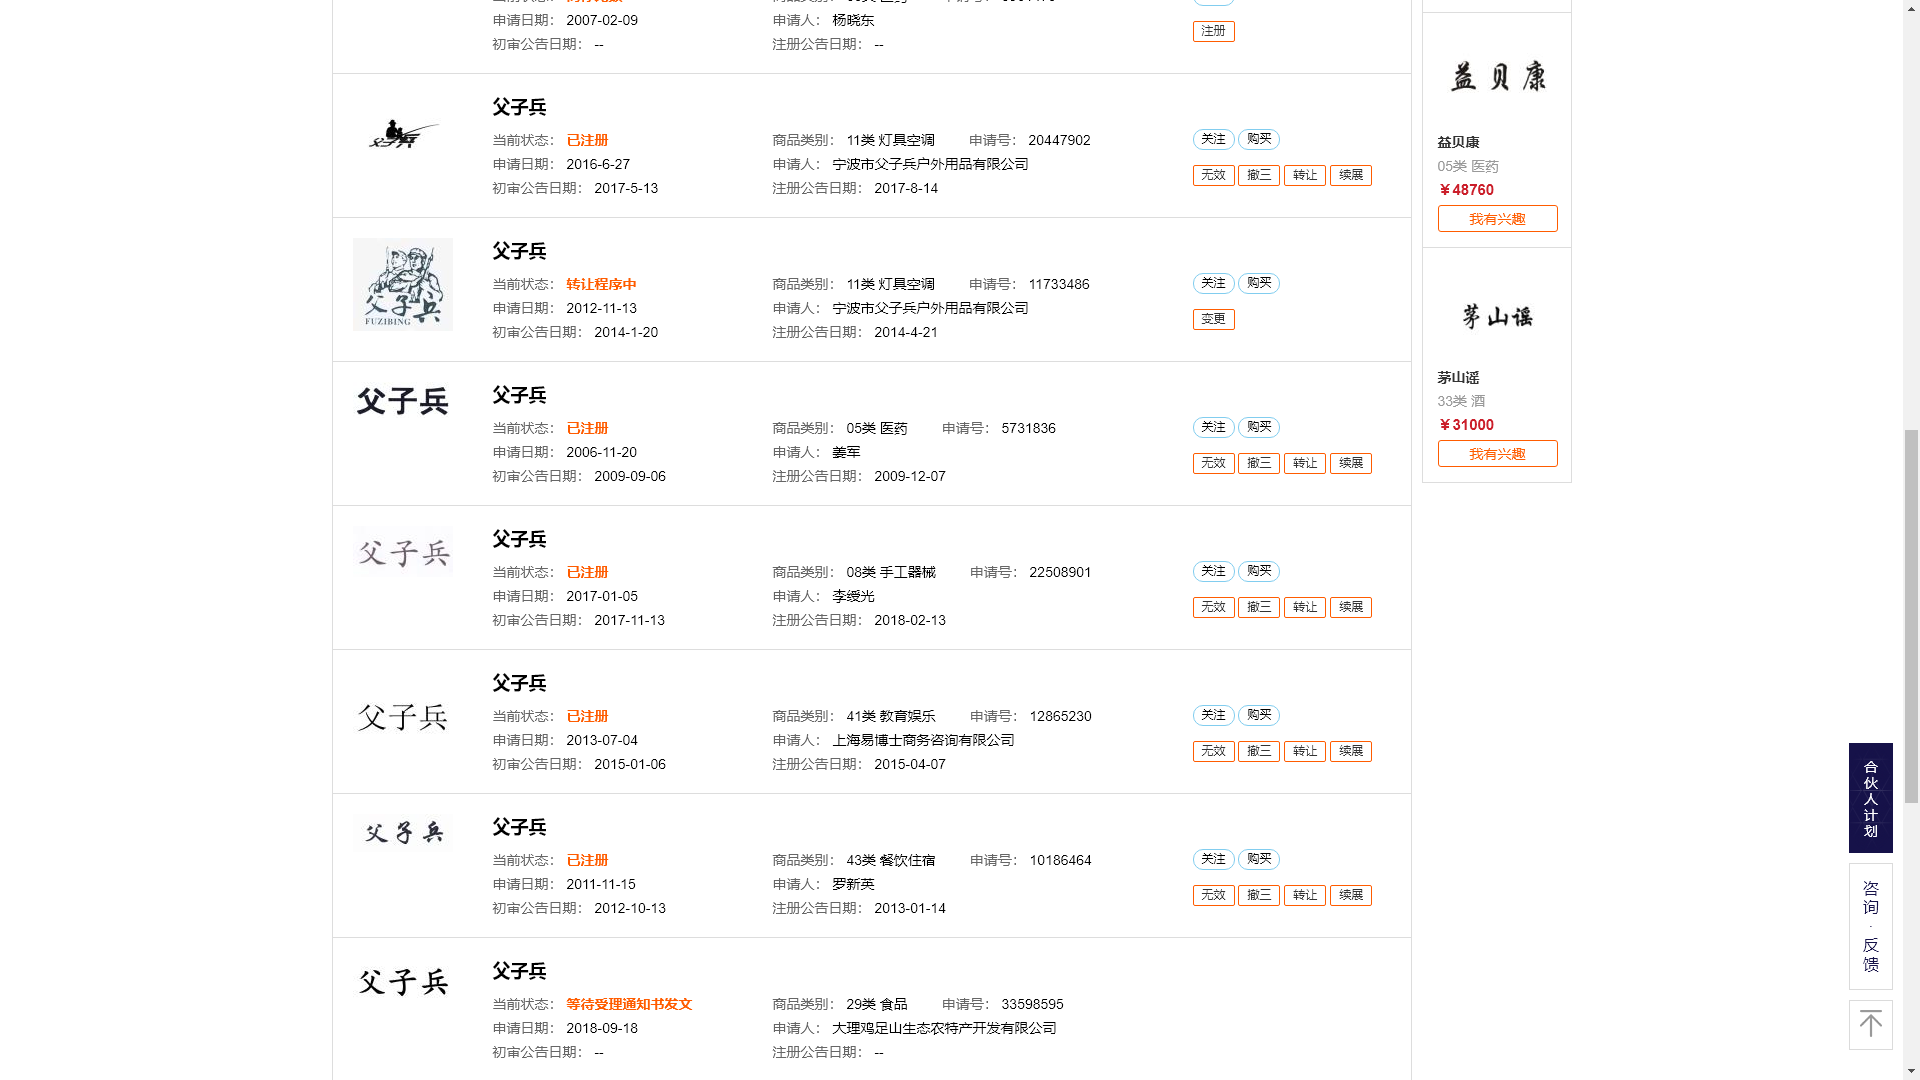 申请日期： 2007-02-09 申请人： 杨晓东
注册
初审公告日期： -- 注册公告日期： --
父子兵
父子兵
当前状态： 已注册 商品类别： 11类 灯具空调 申请号： 20447902 关注 购买
申请日期： 2016-6-27 申请人： 宁波市父子兵户外用品有限公司
无效 撤三 转让 续展
初审公告日期： 2017-5-13 注册公告日期： 2017-8-14
父子兵
父子兵
FUZIBING
当前状态： 转让程序中 商品类别： 11类 灯具空调 申请号： 11733486 关注 购买
申请日期： 2012-11-13 申请人： 宁波市父子兵户外用品有限公司
变更
初审公告日期： 2014-1-20 注册公告日期： 2014-4-21
父子兵
父子兵
当前状态： 已注册 商品类别： 05类 医药 申请号： 5731836 关注 购买
申请日期： 2006-11-20 申请人： 姜军
无效 撤三 转让 续展
初审公告日期： 2009-09-06 注册公告日期： 2009-12-07
父子兵
父子兵
当前状态： 已注册 商品类别： 08类 手工器械 申请号： 22508901 关注 购买
申请日期： 2017-01-05 申请人： 李绶光
无效 撤三 转让 续展
初审公告日期： 2017-11-13 注册公告日期： 2018-02-13
父子兵
父子兵
当前状态： 已注册 商品类别： 41类 教育娱乐 申请号： 12865230 关注 购买
申请日期： 2013-07-04 申请人： 上海易博士商务咨询有限公司
无效 撤三 转让 续展
初审公告日期： 2015-01-06 注册公告日期： 2015-04-07
父子兵
父子兵
当前状态： 已注册 商品类别： 43类 餐饮住宿 申请号： 10186464 关注 购买
申请日期： 2011-11-15 申请人： 罗新英
无效 撤三 转让 续展
初审公告日期： 2012-10-13 注册公告日期： 2013-01-14
父子兵
父子兵
当前状态： 等待受理通知书发文 商品类别： 29类 食品 申请号： 33598595
申请日期： 2018-09-18 申请人： 大理鸡足山生态农特产开发有限公司
初审公告日期： -- 注册公告日期： --
益贝康
益贝康
05类 医药
￥48760
我有兴趣
茅山谣
茅山谣
33类 酒
￥31000
我有兴趣
合伙人计划
咨询·反馈